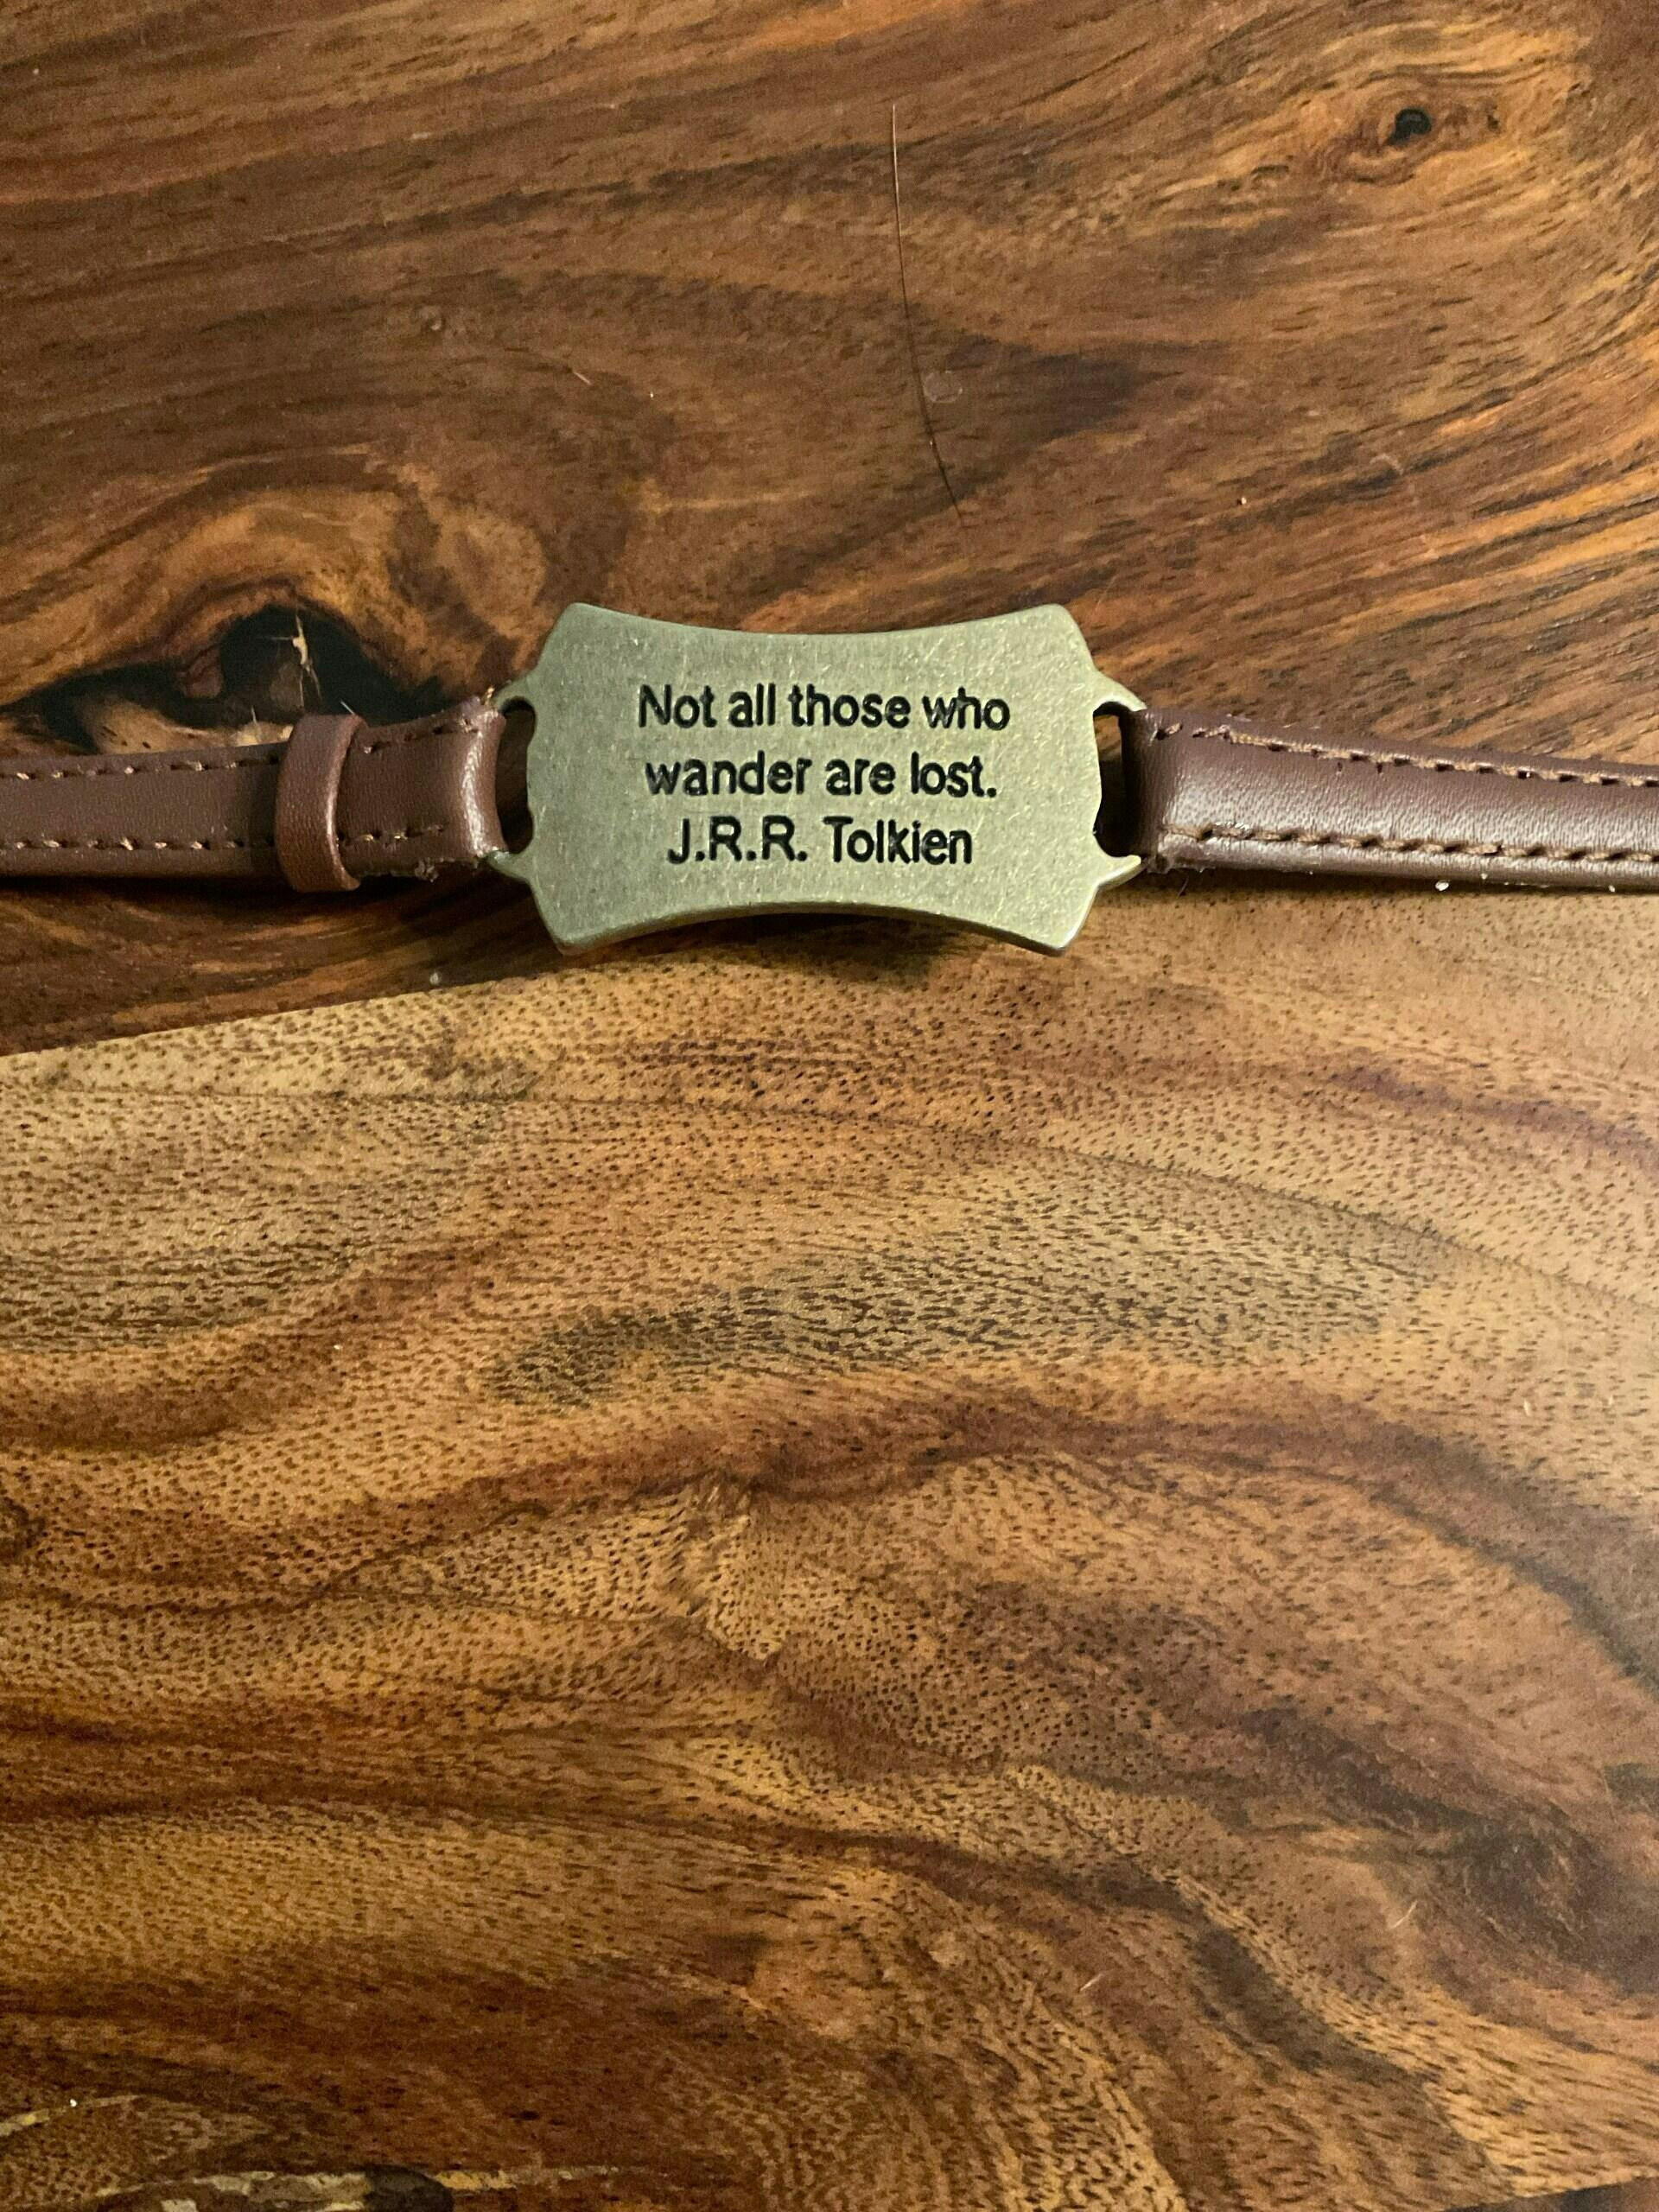 Not all those who
wander are lost.
J.R.R. Tolkien